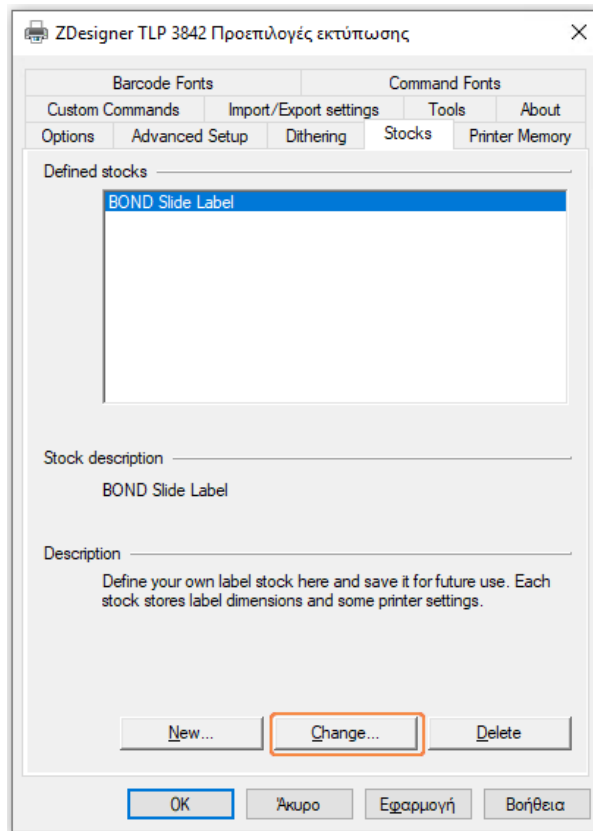 ZDesigner TLP 3842 Προεπιλογές εκτύπωσης
Barcode Fonts Command Fonts
Custom Commands Import/Export settings Tools About
Options Advanced Setup Dithering Stocks Printer Memory
Defined stocks
BOND Slide Label
Stock description
BOND Slide Label
Description
Define your own label stock here and save it for future use. Each
stock stores label dimensions and some printer settings.
New... Change... Delete
OK Άκυρο Εφαρμογή Βοήθεια